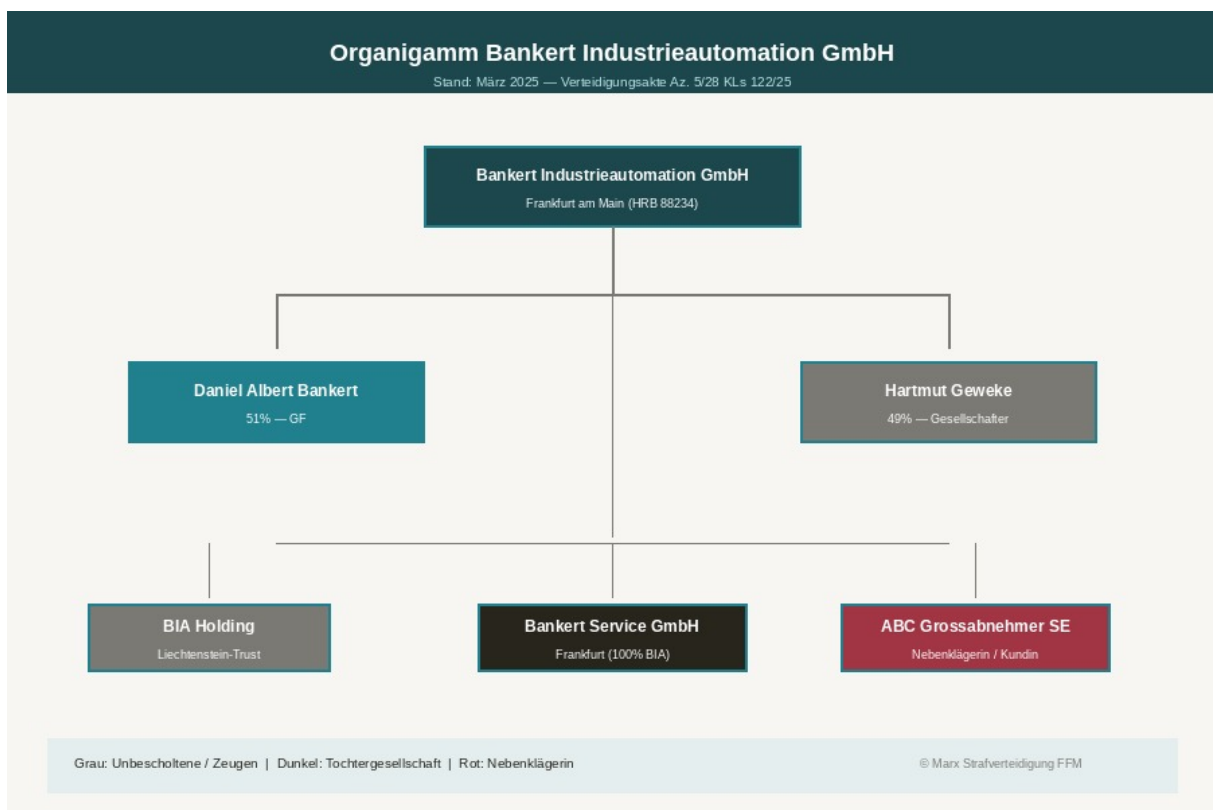 Organigamm Bankert Industrieautomation GmbH
Stand: März 2025 — Verteidigungsakte Az. 5/28 KLs 122/25
Bankert Industrieautomation GmbH
Frankfurt am Main (HRB 88234)
Daniel Albert Bankert
51% — GF
Hartmut Geweke
49% — Gesellschafter
BIA Holding
Liechtenstein-Trust
Bankert Service GmbH
Frankfurt (100% BIA)
ABC Grossabnehmer SE
Nebenklägerin / Kundin
Grau: Unbescholtene / Zeugen | Dunkel: Tochtergesellschaft | Rot: Nebenklägerin
© Marx Strafverteidigung FFM